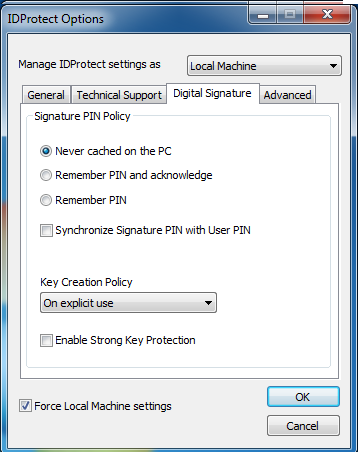 IDProtect Options
Manage IDProtect settings as
Local Machine
General
Technical Support
Digital Signature
Advanced
Signature PIN Policy
Never cached on the PC
Remember PIN and acknowledge
Remember PIN
Synchronize Signature PIN with User PIN
Key Creation Policy
On explicit use
Enable Strong Key Protection
Force Local Machine settings
OK
Cancel